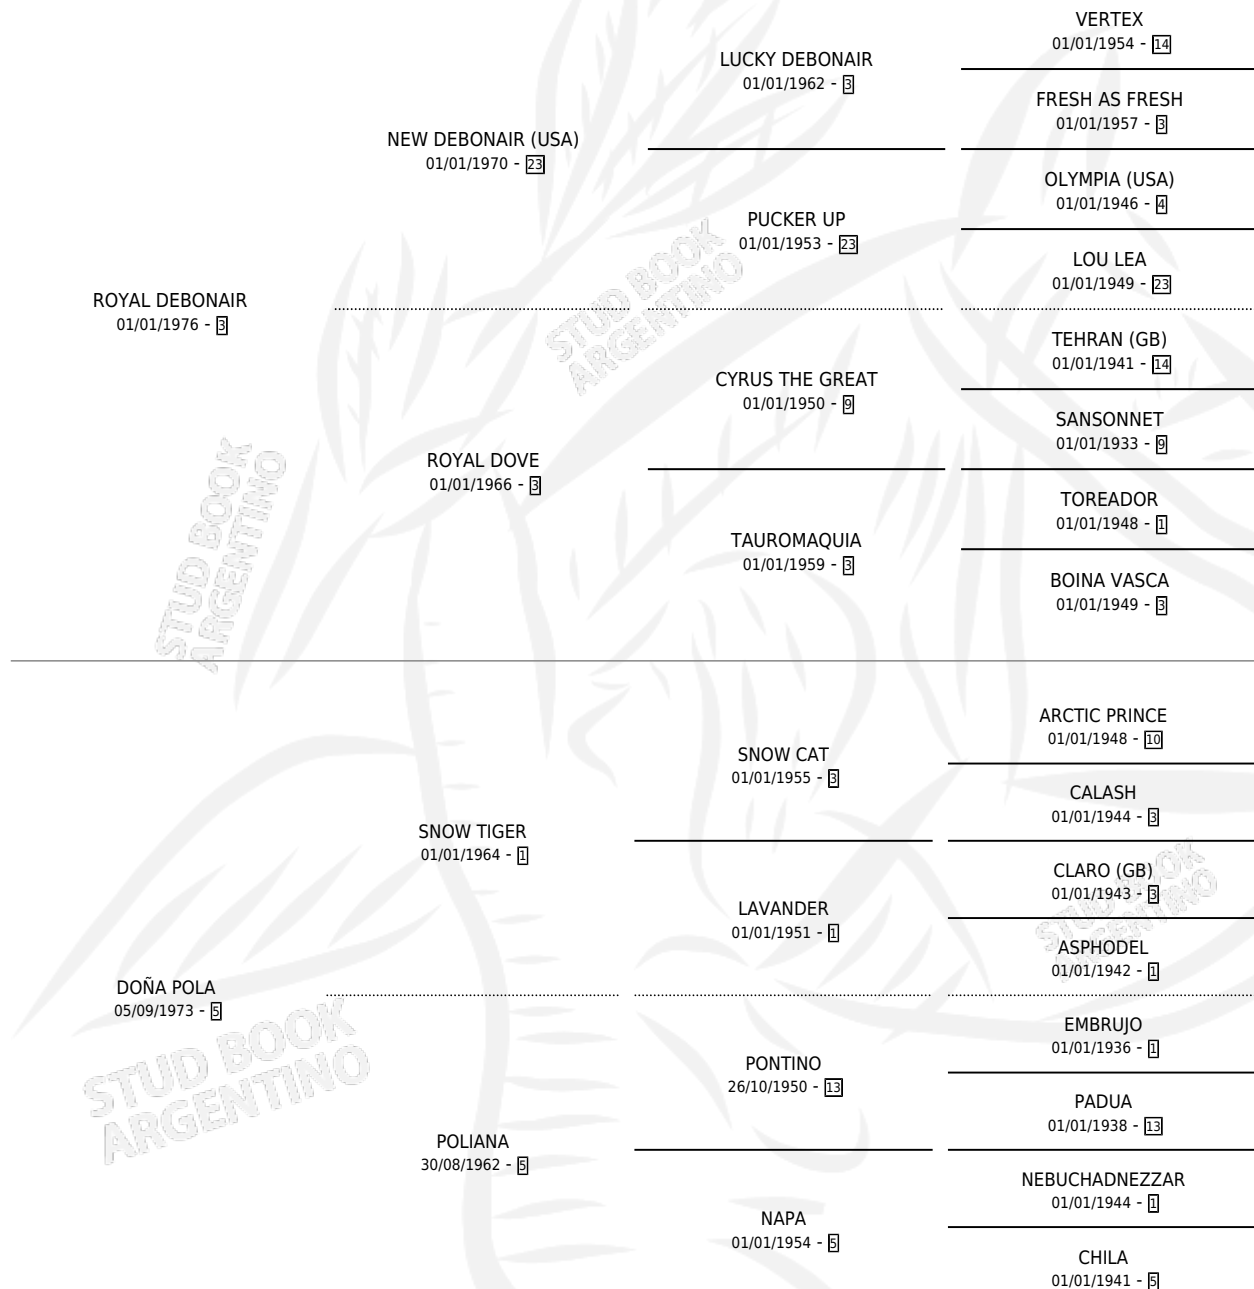 VERTEX
01/01/1954 - 14
LUCKY DEBONAIR
01/01/1962 - 3
FRESH AS FRESH
01/01/1957 - 3
NEW DEBONAIR (USA)
01/01/1970 - 23
OLYMPIA (USA)
01/01/1946 - 4
PUCKER UP
01/01/1953 - 23
LOU LEA
01/01/1949 - 23
STUD BOOK
ARGENTINO
ROYAL DEBONAIR
01/01/1976 - 3
TEHRAN (GB)
01/01/1941 - 14
CYRUS THE GREAT
01/01/1950 - 9
SANSONNET
01/01/1933 - 9
ROYAL DOVE
01/01/1966 - 3
TOREADOR
01/01/1948 - 1
TAUROMAQUIA
01/01/1959 - 3
BOINA VASCA
01/01/1949 - 3
STUD BOOK
ARGENTINO
ARCTIC PRINCE
01/01/1948 - 10
SNOW CAT
01/01/1955 - 3
CALASH
01/01/1944 - 3
SNOW TIGER
01/01/1964 - 1
CLARO (GB)
01/01/1943 - 3
LAVANDER
01/01/1951 - 1
STUD BOOK
ARGENTINO
ASPHODEL
01/01/1942 - 1
DOÑA POLA
05/09/1973 - 5
EMBRUJO
01/01/1936 - 1
STUD BOOK
ARGENTINO
PONTINO
26/10/1950 - 13
PADUA
01/01/1938 - 13
POLIANA
30/08/1962 - 5
NEBUCHADNEZZAR
01/01/1944 - 1
NAPA
01/01/1954 - 5
CHILA
01/01/1941 - 5